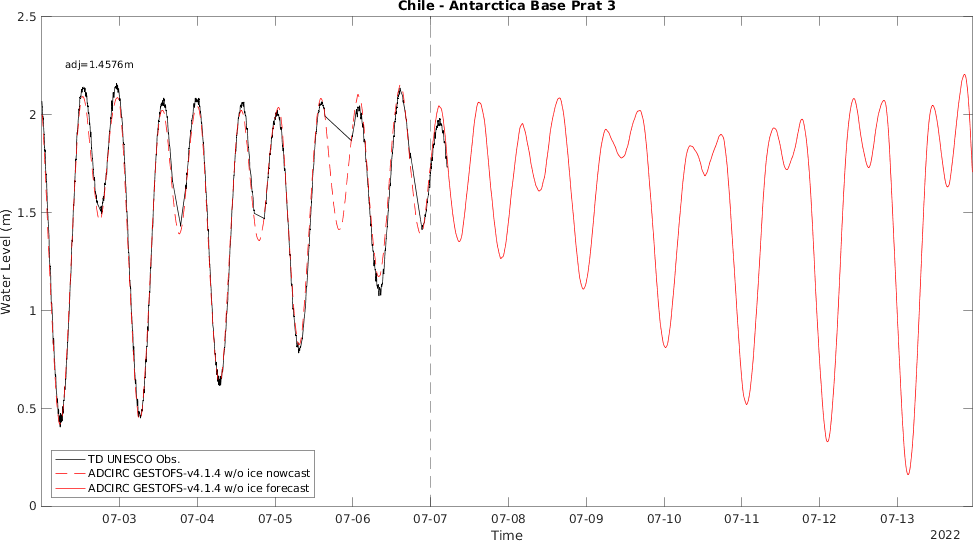 Chile - Antarctica Base Prat 3
adj=1.4576m
Water Level (m)
2.5
2
1.5
1
0.5
0
TD UNESCO Obs.
ADCIRC GESTOFS-v4.1.4 w/o ice nowcast
ADCIRC GESTOFS-v4.1.4 w/o ice forecast
07-03 07-04 07-05 07-06 07-07 07-08 07-09 07-10 07-11 07-12 07-13
Time
2022